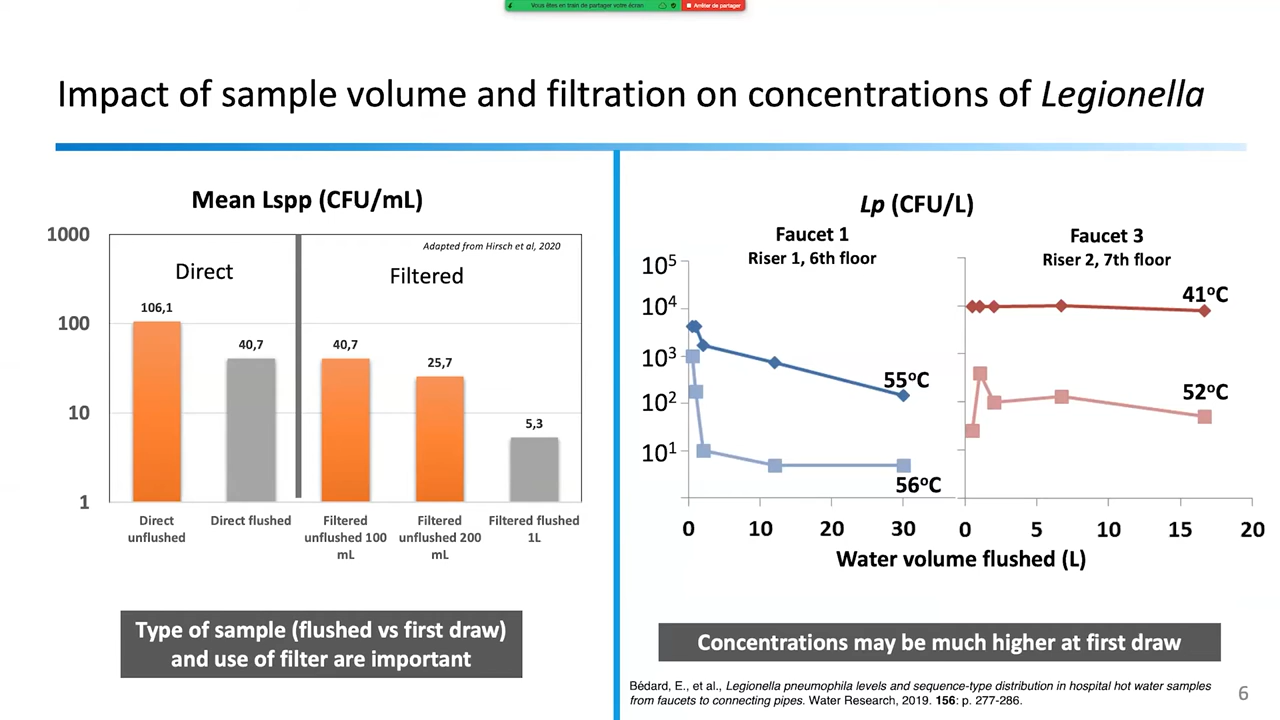 Vous êtes en train de partager votre écran
Arrêter de partager
Impact of sample volume and filtration on concentrations of Legionella
Mean Lspp (CFU/mL)
1000
100
10
1
Adapted from Hirsch et al, 2020
Direct
Filtered
106,1
40,7
40,7
25,7
5,3
Direct
unflushed
Direct flushed
Filtered
unflushed 100
mL
Filtered
unflushed 200
mL
Filtered flushed
1L
Type of sample (flushed vs first draw)
and use of filter are important
Lp (CFU/L)
Faucet 1
Riser 1, 6th floor
Faucet 3
Riser 2, 7th floor
10⁵
10⁴
10³
10²
10¹
55°C
56°C
41°C
52°C
0 10 20 30
0 5 10 15 20
Water volume flushed (L)
Concentrations may be much higher at first draw
Bédard, E., et al., Legionella pneumophila levels and sequence-type distribution in hospital hot water samples
from faucets to connecting pipes. Water Research, 2019. 156: p. 277-286.
6